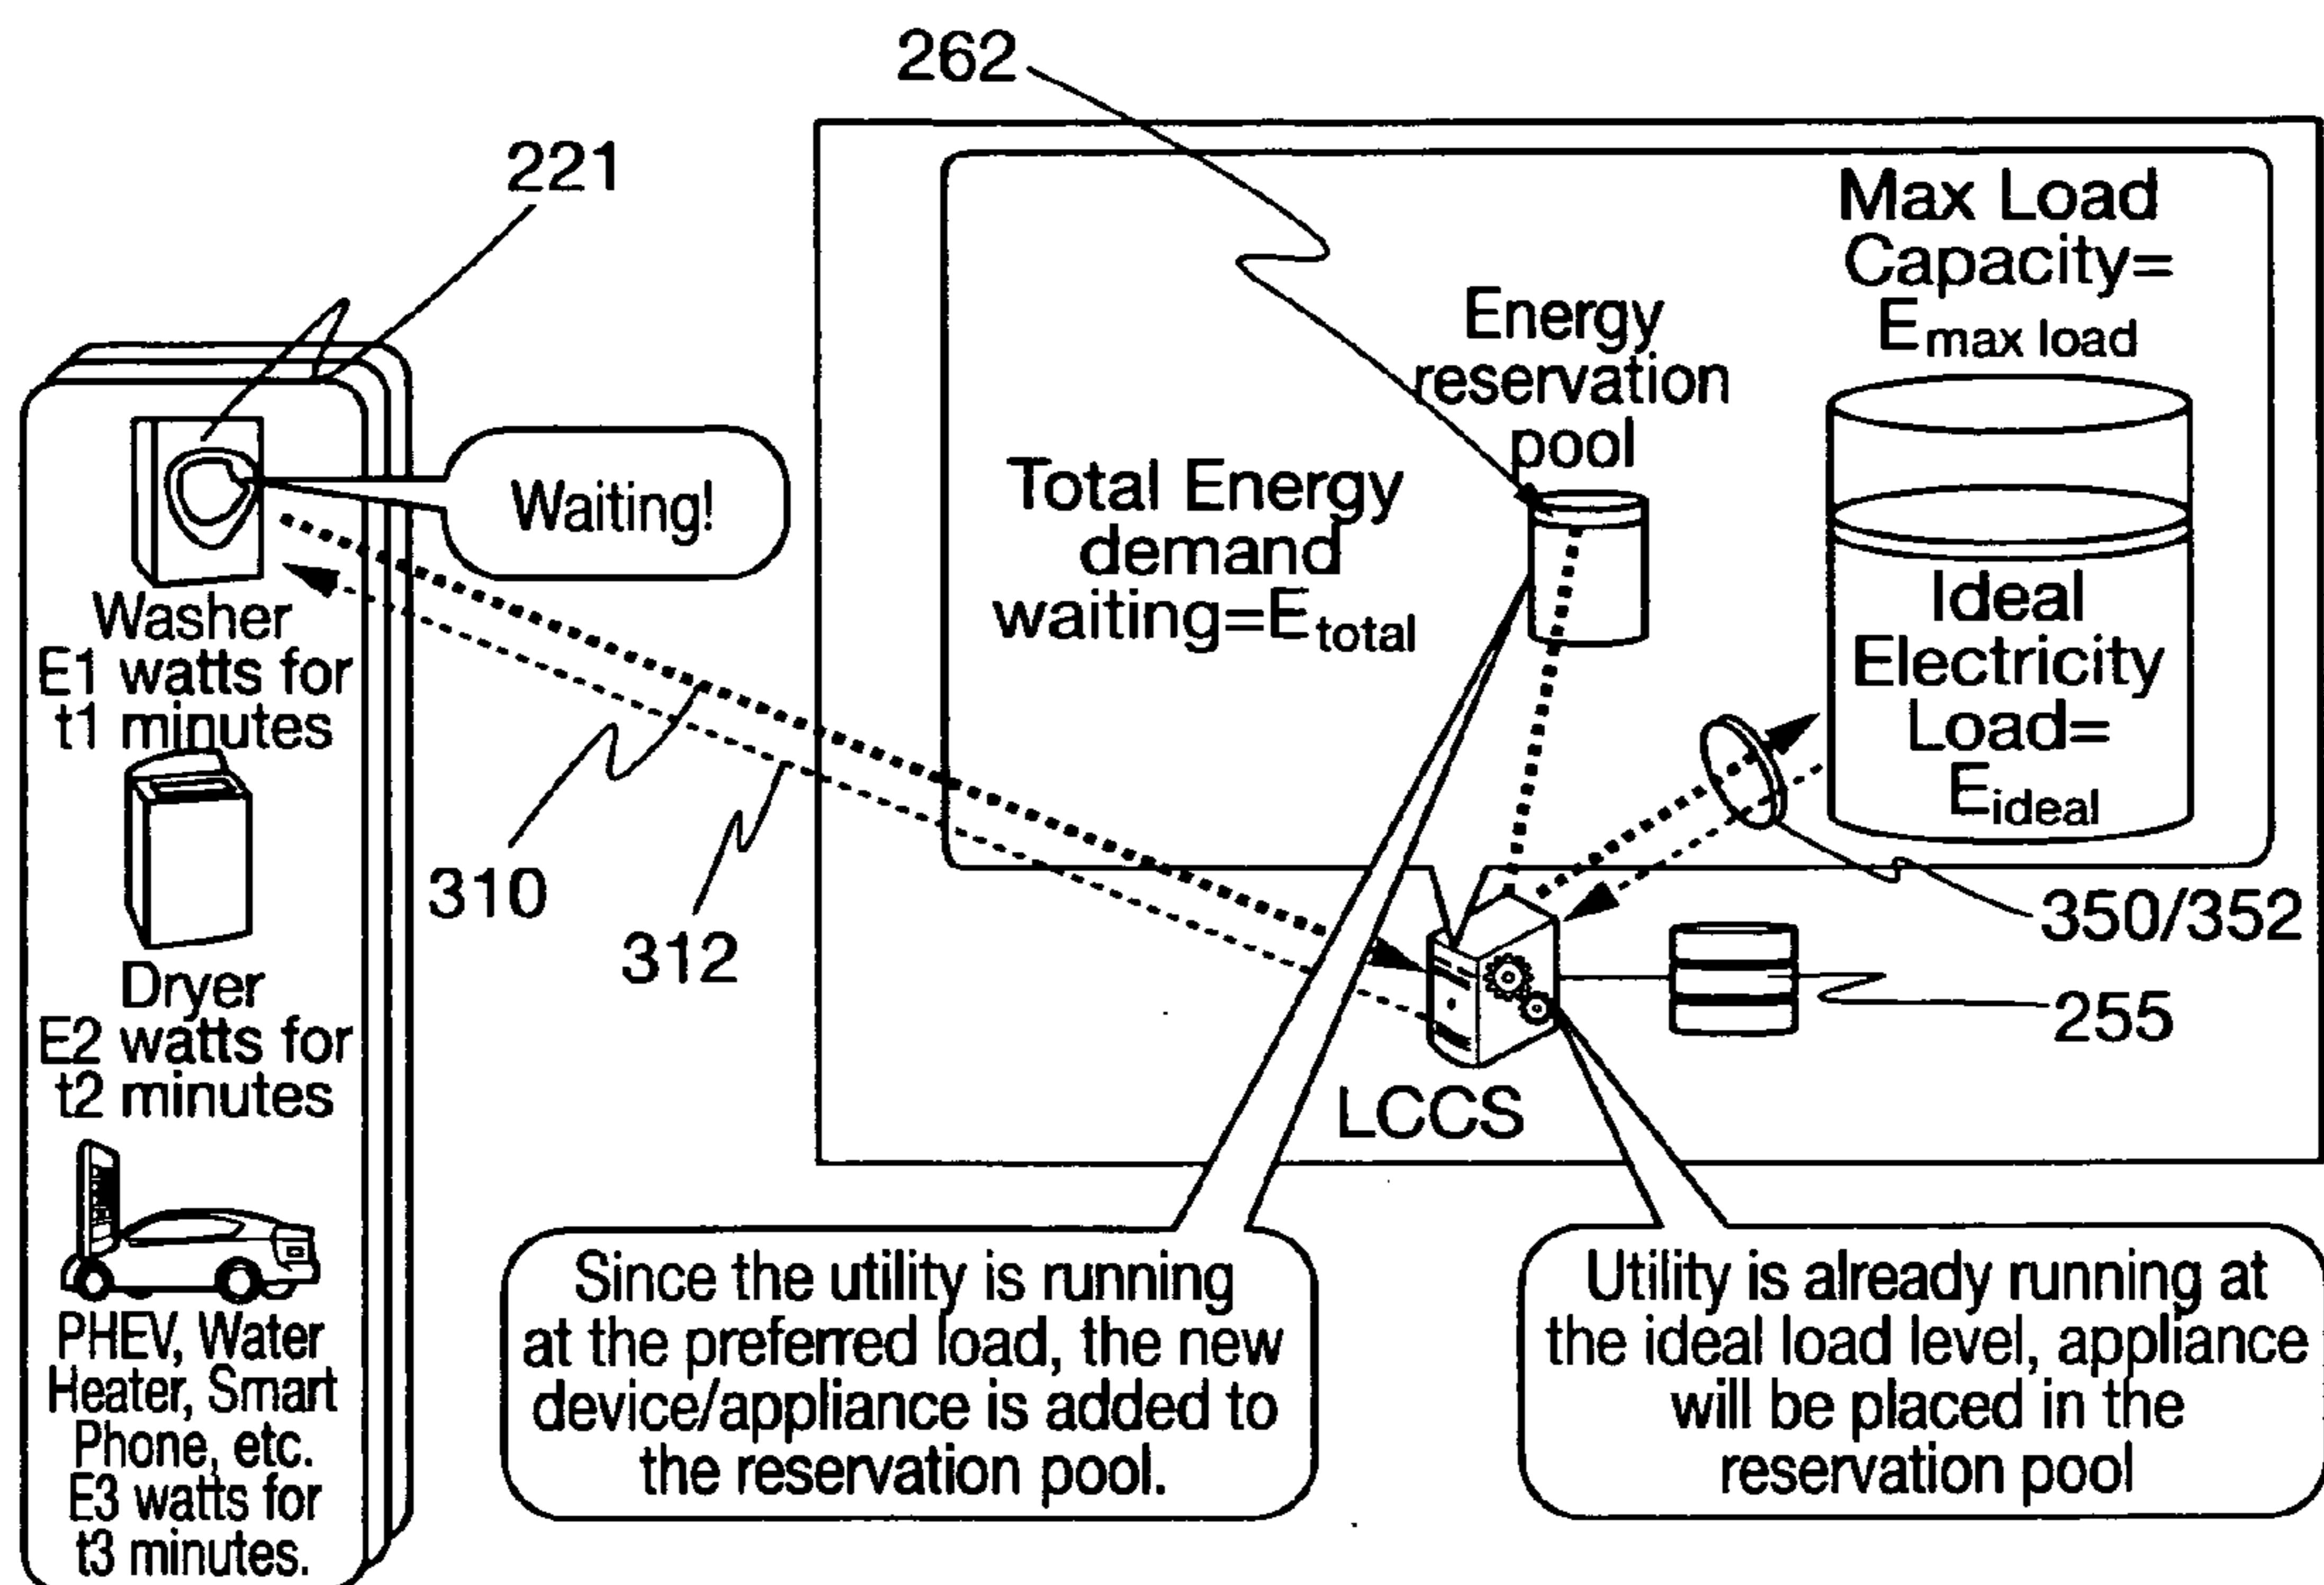 262
221
Max Load
Capacity=
E max load
Energy
reservation
pool
Waiting!
Total Energy
demand
waiting=E total
Ideal
Electricity
Load=
E ideal
Washer
E1 watts for
t1 minutes
310
312
350/352
255
Dryer
E2 watts for
t2 minutes
LCCS
PHEV, Water
Heater, Smart
Phone, etc.
E3 watts for
t3 minutes.
Since the utility is running
at the preferred load, the new
device/appliance is added to
the reservation pool.
Utility is already running at
the ideal load level, appliance
will be placed in the
reservation pool